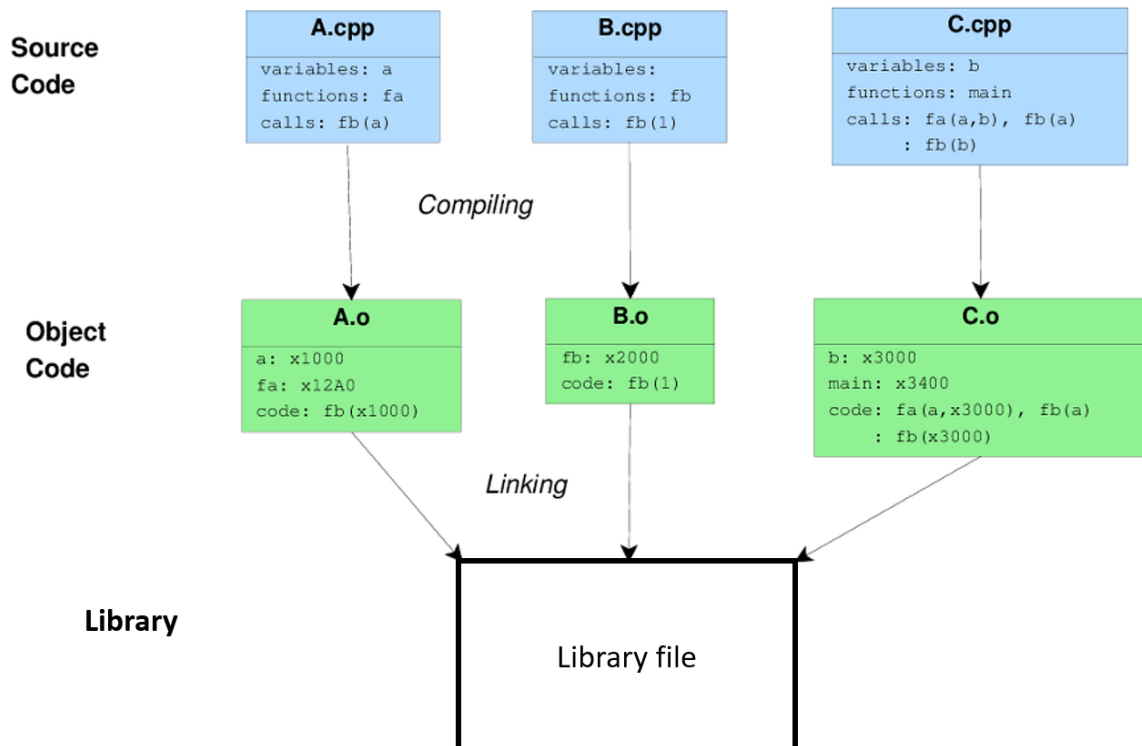 Source
Code
A.cpp
variables: a
functions: fa
calls: fb(a)
B.cpp
variables:
functions: fb
calls: fb(1)
C.cpp
variables: b
functions: main
calls: fa(a,b), fb(a)
: fb(b)
Compiling
Object
Code
A.o
a: x1000
fa: x12A0
code: fb(x1000)
B.o
fb: x2000
code: fb(1)
C.o
b: x3000
main: x3400
code: fa(a,x3000), fb(a)
: fb(x3000)
Linking
Library
Library file